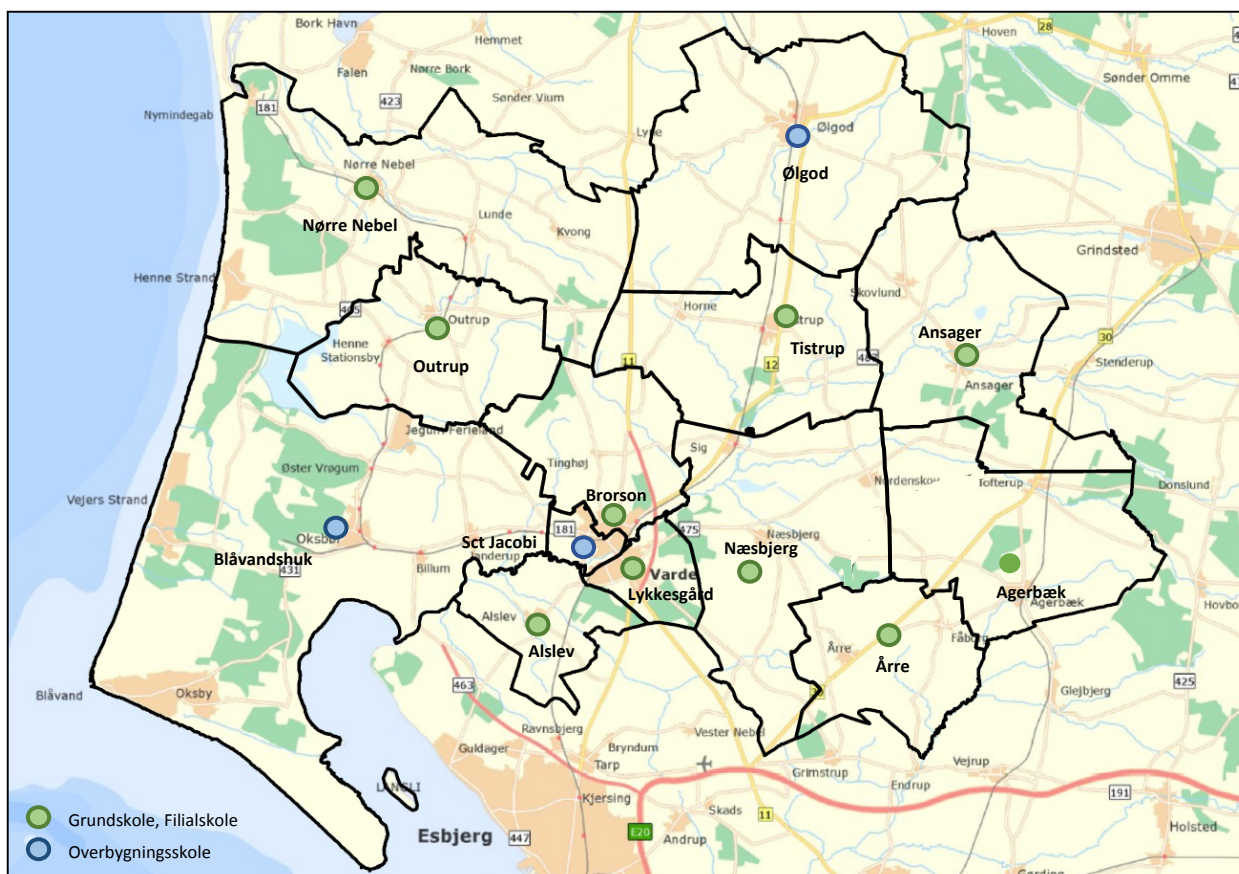 Bork Havn
Hemmet
28
Hoven
Falen
Nørre Bork
Sønder Omme
181
423
Sønder Vium
Nymindegab
Lyne
Ølgod
Nørre Nebel
Ølgod
Nørre Nebel
Lunde
Kvong
Grindsted
Henne Strand
Skovlund
Horne
Outrup
Henne
Stationsby
Tistrup
Ansager
30
Stenderup
11
12
Outrup
Ansager
Jegum Ferieland
Sig
Tinghøj
Øster Vrøgum
Nordenskov
Tofterup
Donslund
Vejers Strand
Brorson
181
475
Oksbøl
Sct Jacobi
Næsbjerg
Næsbjerg
Blåvandshuk
Janderup
Billum
431
Varde
Lykkesgård
Agerbæk
Agerbæk
Alslev
Alslev
Årre
Årre
Fåborg
Blåvand
Oksby
463
425
Glejbjerg
Ravnsbjerg
Vester Nebel
Guldager
Bryndum
Tarp
Grimstrup
Vejrup
Endrup
LANGLI
Kjersing
191
Skads
11
Grundskole, Filialskole
Esbjerg
447
E20
Andrup
Holsted
Overbygningsskole